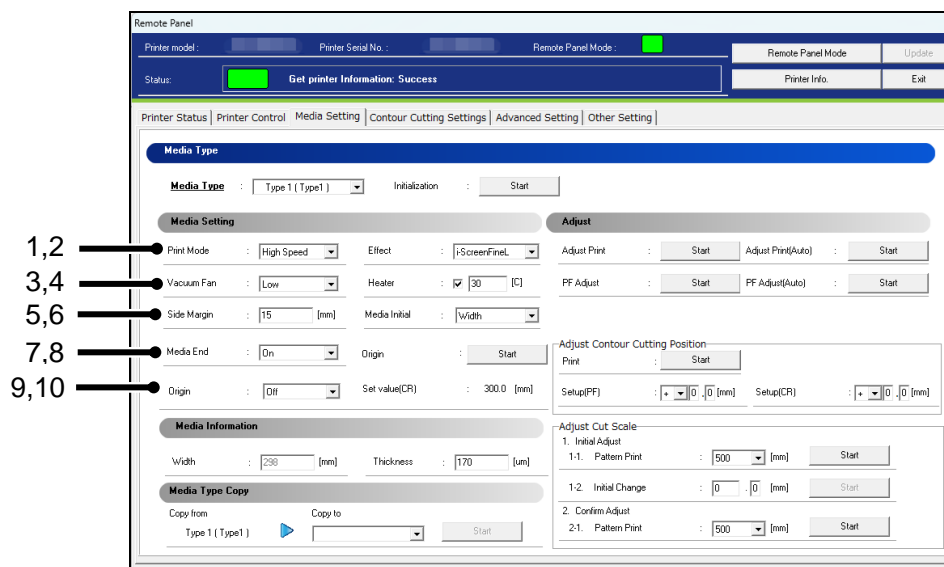 Remote Panel
Printer model : Printer Serial No. : Remote Panel Mode : Remote Panel Mode Update
Status: Get printer Information: Success Printer Info. Exit
Printer Status | Printer Control | Media Setting | Contour Cutting Settings | Advanced Setting | Other Setting |
Media Type
Media Type : Type 1 ( Type1 ) Initialization : Start
Media Setting Adjust
1,2 Print Mode : High Speed Effect : i-ScreenFineL Adjust Print : Start Adjust Print(Auto) : Start
3,4 Vacuum Fan : Low Heater : 30 [C] PF Adjust : Start PF Adjust(Auto) : Start
5,6 Side Margin : 15 [mm] Media Initial : Width
7,8 Media End : On Origin : Start
Adjust Contour Cutting Position
Print : Start
9,10 Origin : Off Set value(CR) : 300.0 [mm] Setup(PF) : + 0 .0 [mm] Setup(CR) : + 0 .0 [mm]
Media Information
Width : 298 [mm] Thickness : 170 [um]
Adjust Cut Scale
1. Initial Adjust
1-1. Pattern Print : 500 [mm] Start
1-2. Initial Change : 0 .0 [mm] Start
2. Confirm Adjust
2-1. Pattern Print : 500 [mm] Start
Media Type Copy
Copy from Copy to
Type 1 ( Type1 ) Start